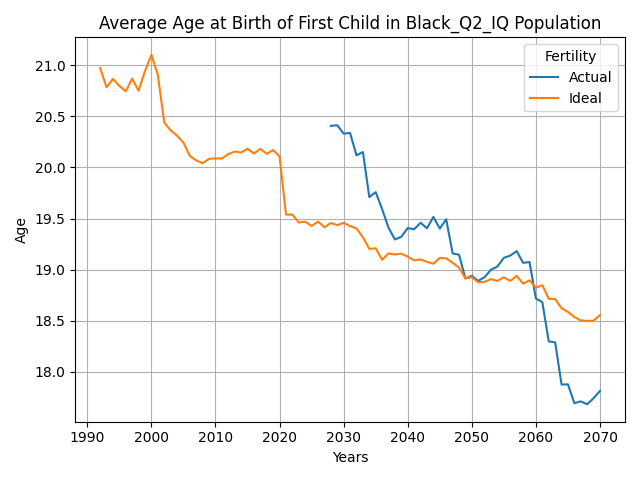 Average Age at Birth of First Child in Black_Q2_IQ Population
Fertility
Actual
Ideal
21.0
20.5
20.0
19.5
19.0
18.5
18.0
Age
1990 2000 2010 2020 2030 2040 2050 2060 2070
Years